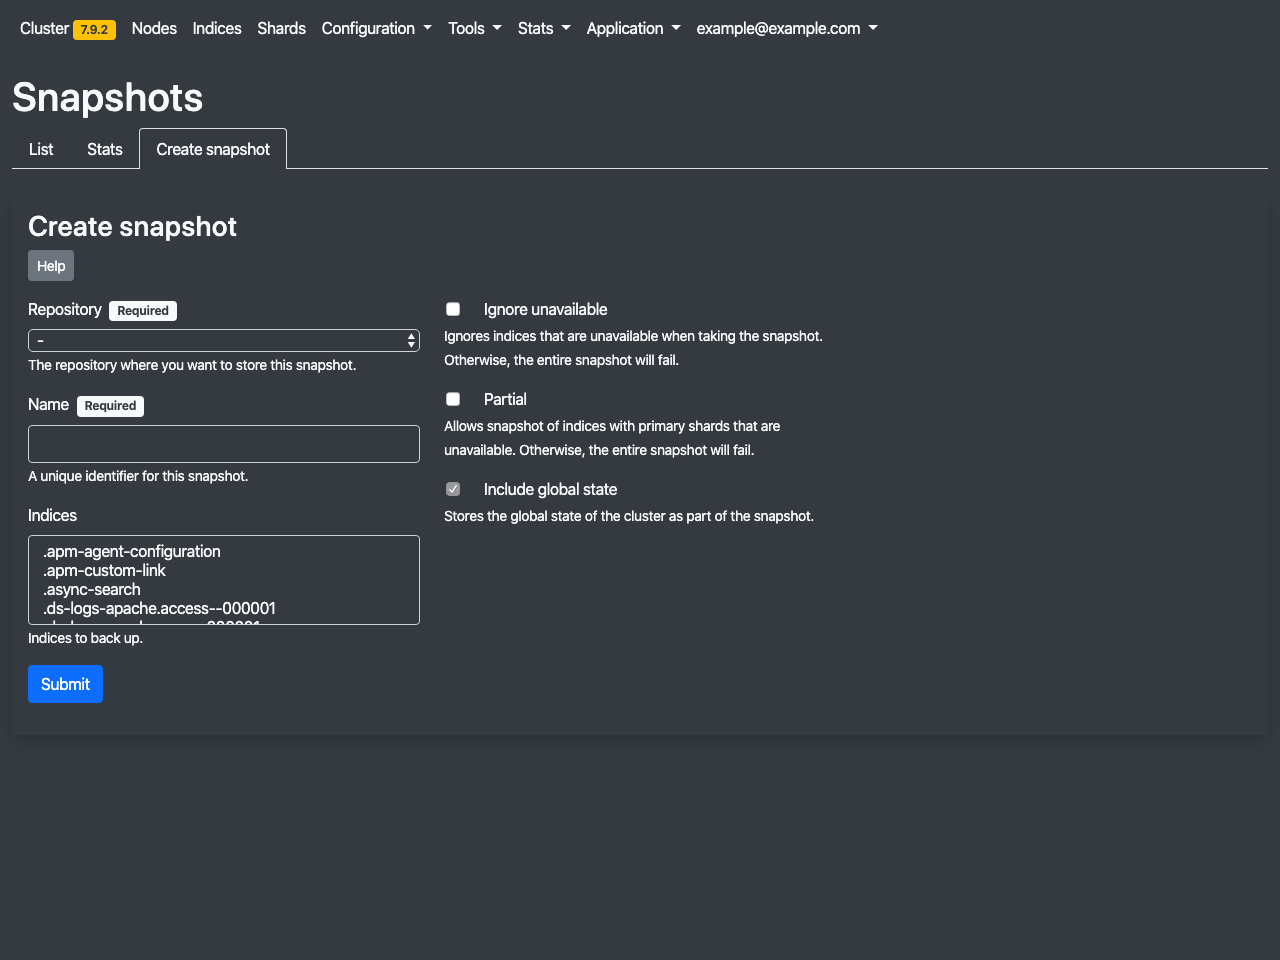 Cluster 7.9.2 Nodes Indices Shards Configuration Tools Stats Application example@example.com
Snapshots
List Stats Create snapshot
Create snapshot
Help
Repository Required
-
The repository where you want to store this snapshot.
Name Required
A unique identifier for this snapshot.
Indices
.apm-agent-configuration
.apm-custom-link
.async-search
.ds-logs-apache.access--000001
Indices to back up.
Submit
Ignore unavailable
Ignores indices that are unavailable when taking the snapshot.
Otherwise, the entire snapshot will fail.
Partial
Allows snapshot of indices with primary shards that are
unavailable. Otherwise, the entire snapshot will fail.
Include global state
Stores the global state of the cluster as part of the snapshot.